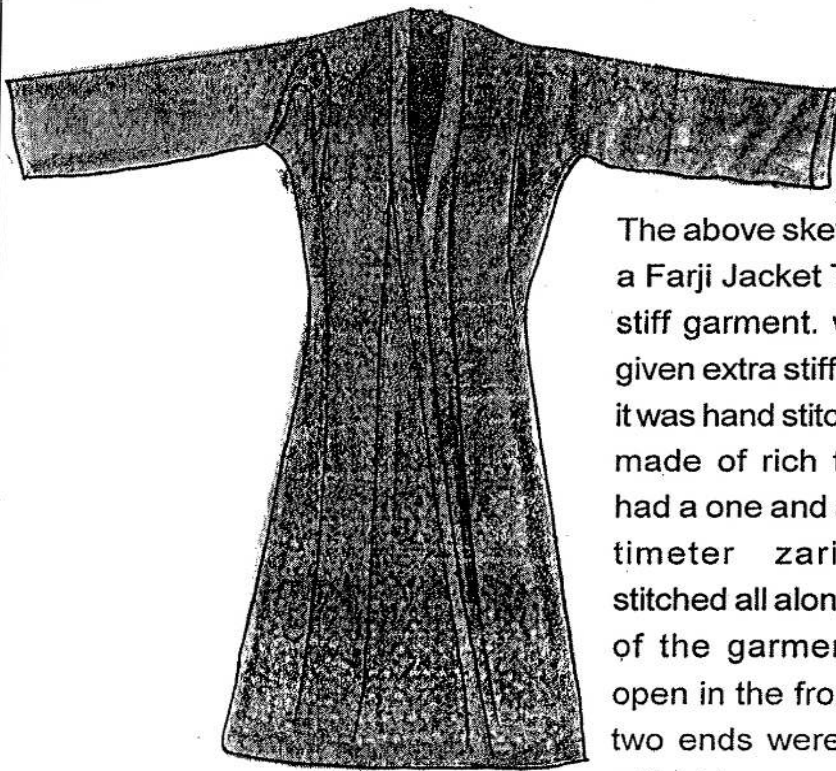 The above ske
a Farji Jacket
stiff garment.
given extra stiff
it was hand stitc
made of rich
had a one and
timeter zari
stitched all alon
of the garmen
open in the fro
two ends were